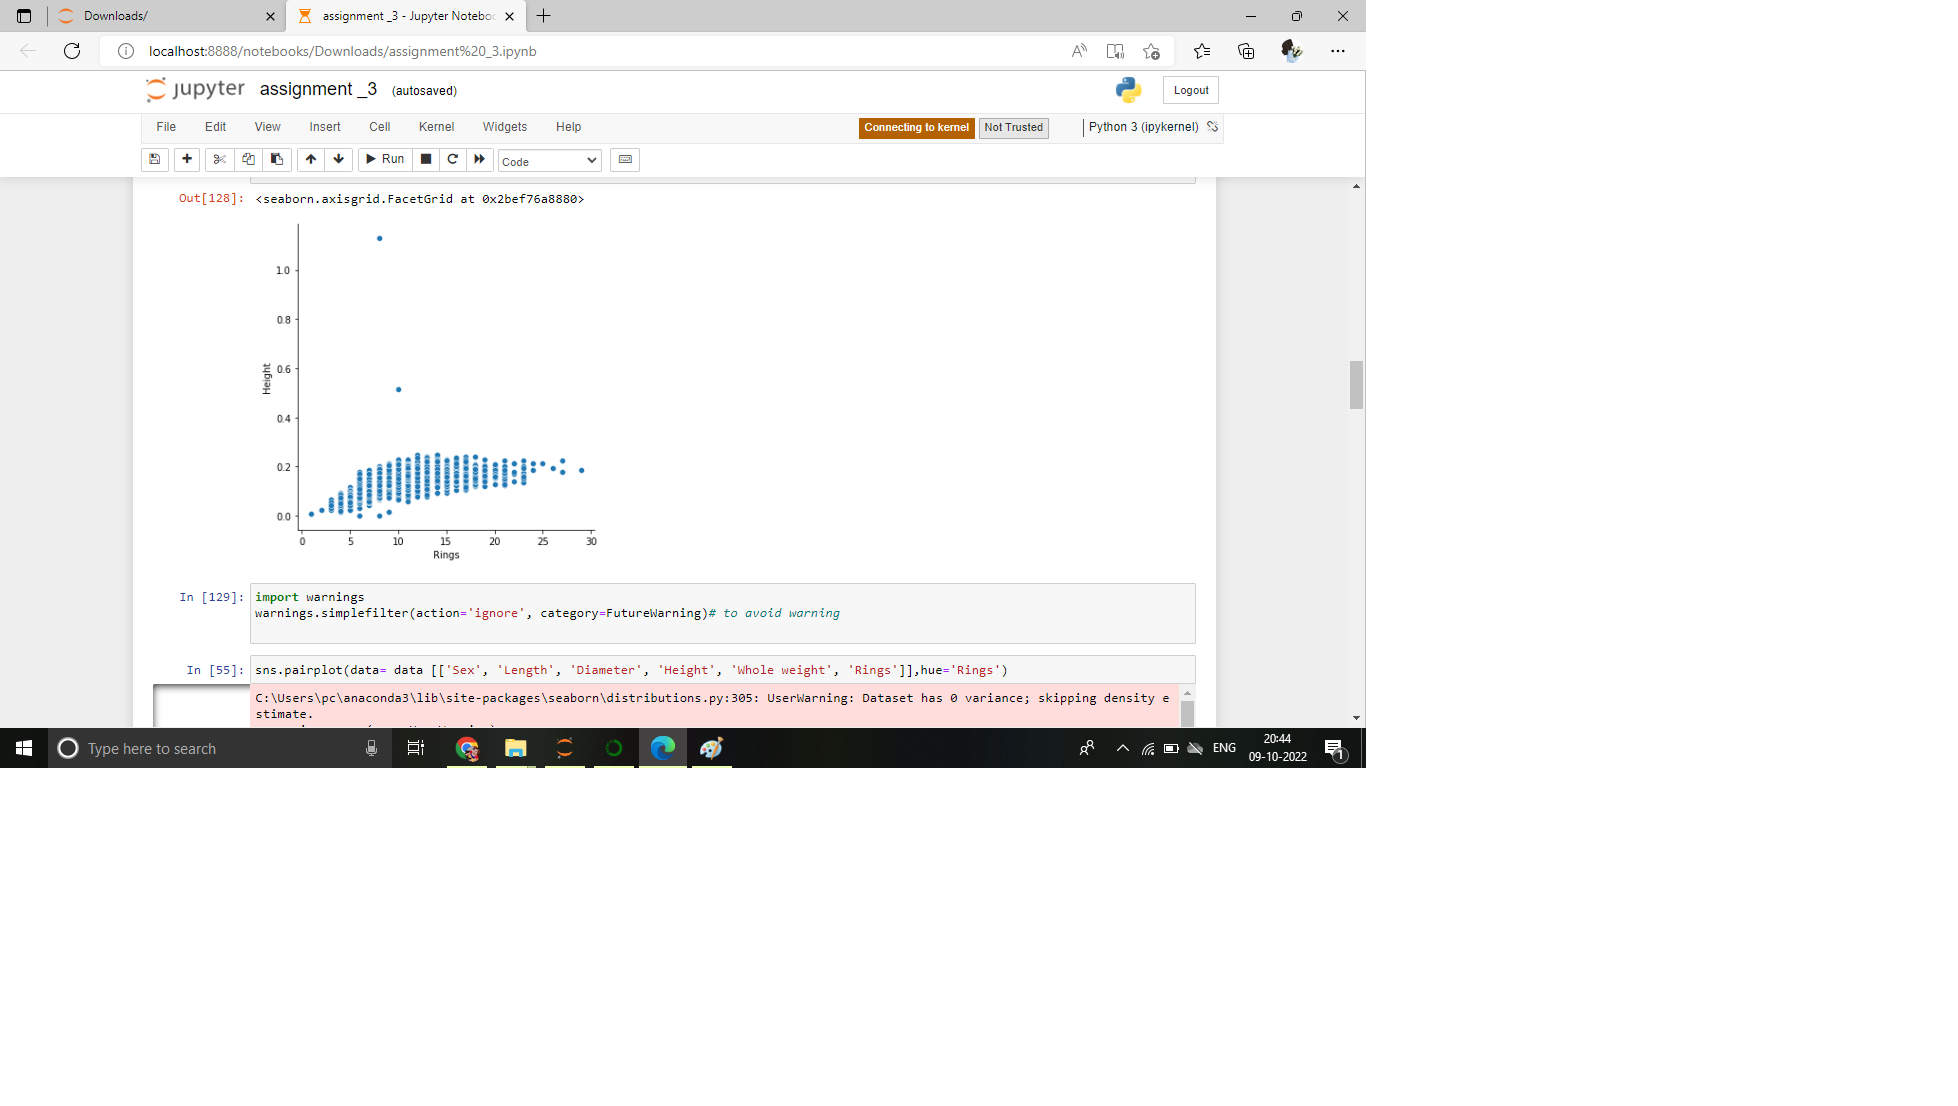 Downloads/
assignment _3 - Jupyter Notebo
localhost:8888/notebooks/Downloads/assignment%20_3.ipynb
jupyter assignment _3 (autosaved)
Logout
File Edit View Insert Cell Kernel Widgets Help
Connecting to kernel Not Trusted Python 3 (ipykernel)
Run Code
Out[128]: <seaborn.axisgrid.FacetGrid at 0x2bef76a8880>
1.0
0.8
Height
0.6
0.4
0.2
0.0
0 5 10 15 20 25 30
Rings
In [129]: import warnings
warnings.simplefilter(action='ignore', category=FutureWarning)# to avoid warning
In [55]: sns.pairplot(data= data [['Sex', 'Length', 'Diameter', 'Height', 'Whole weight', 'Rings']],hue='Rings')
C:\Users\pc\anaconda3\lib\site-packages\seaborn\distributions.py:305: UserWarning: Dataset has 0 variance; skipping density e
stimate.
Type here to search
ENG
20:44
09-10-2022
1